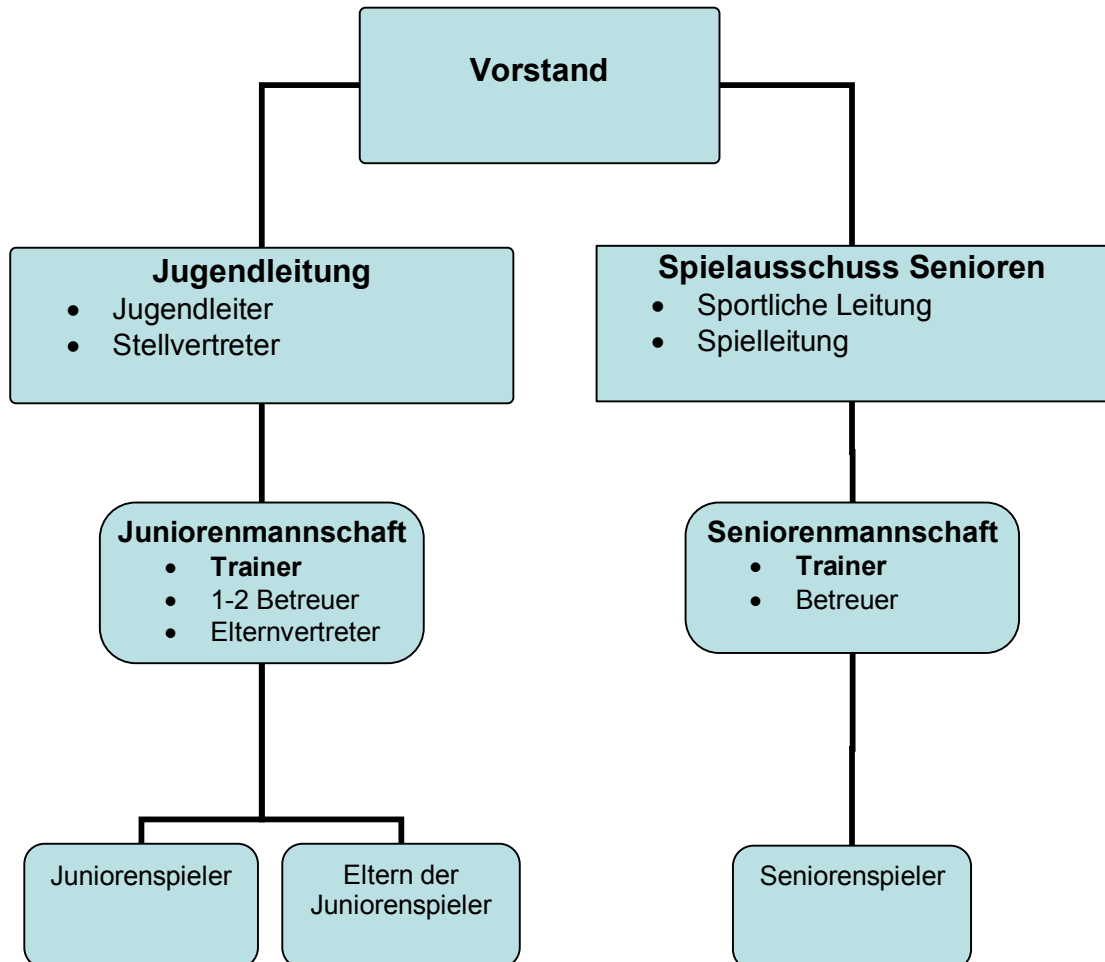 Vorstand
Jugendleitung
• Jugendleiter
• Stellvertreter
Spielausschuss Senioren
• Sportliche Leitung
• Spielleitung
Juniorenmannschaft
• Trainer
• 1-2 Betreuer
• Elternvertreter
Seniorenmannschaft
• Trainer
• Betreuer
Juniorenspieler
Eltern der
Juniorenspieler
Seniorenspieler